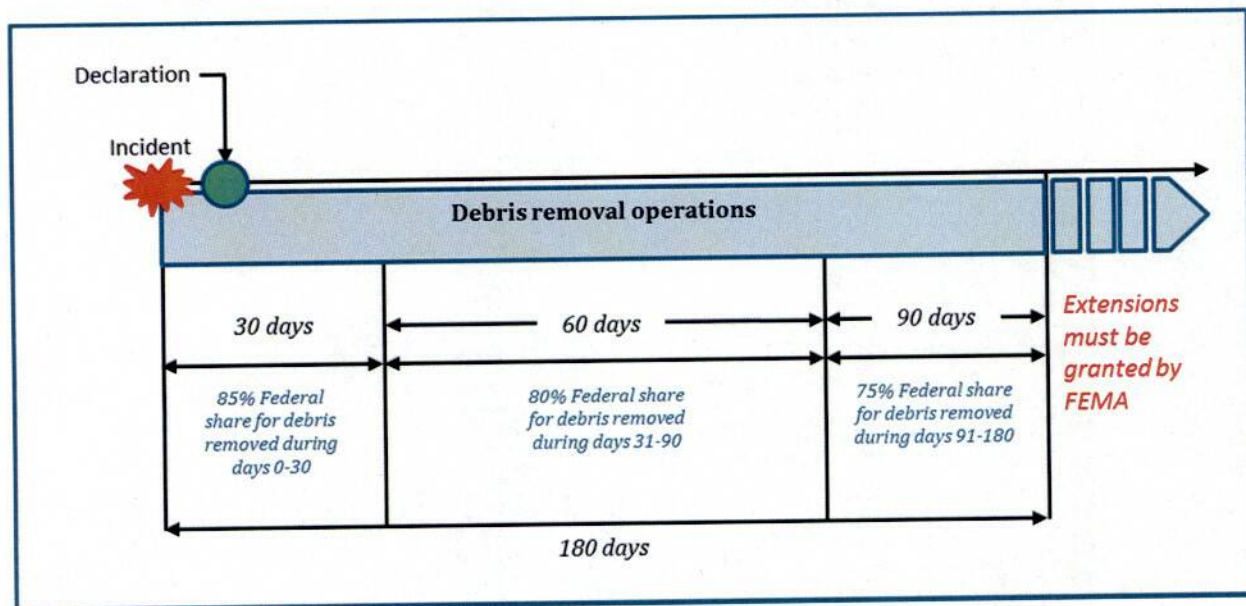 Declaration
Incident
Debris removal operations
30 days
60 days
90 days
85% Federal
share for debris
removed during
days 0-30
80% Federal share
for debris removed
during days 31-90
75% Federal share
for debris removed
during days 91-180
Extensions
must be
granted by
FEMA
180 days